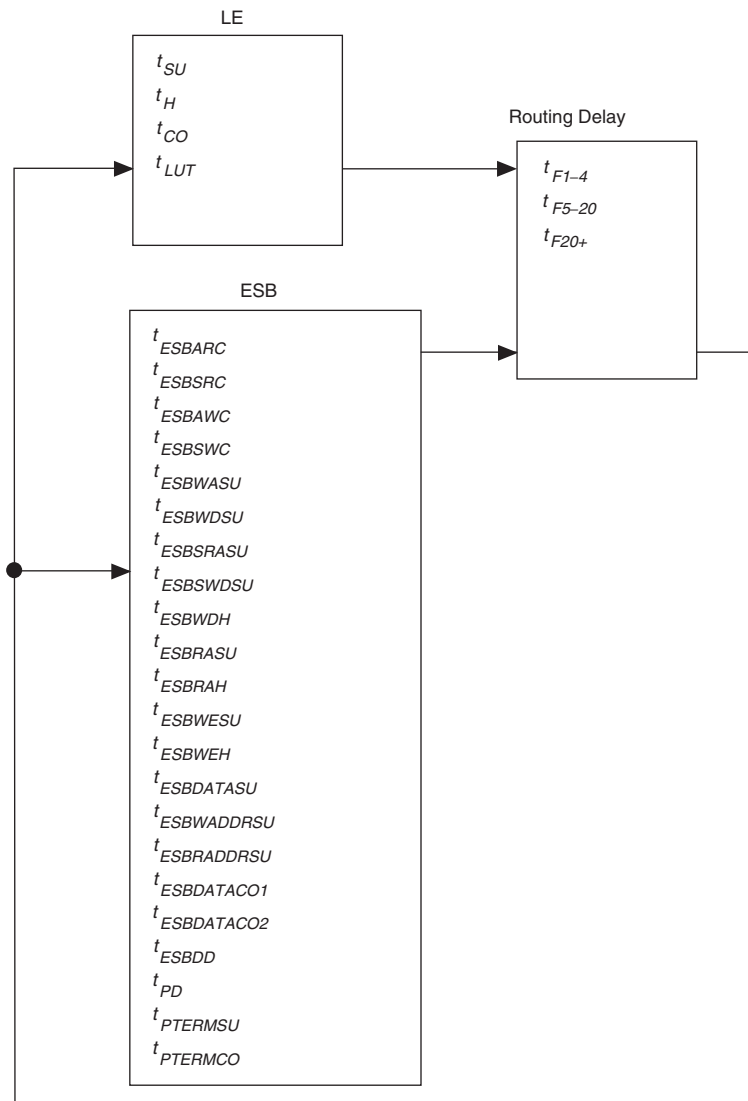 LE
tSU
tH
tCO
tLUT
Routing Delay
tF1–4
tF5–20
tF20+
ESB
tESBARC
tESBSRC
tESBAWC
tESBSWC
tESBWASU
tESBWDSU
tESBSRASU
tESBSWDSU
tESBWDH
tESBRASU
tESBRAH
tESBWESU
tESBWEH
tESBDATASU
tESBWADDRSU
tESBRADDRSU
tESBDATACO1
tESBDATACO2
tESBDD
tPD
tPTERMSU
tPTERMCO